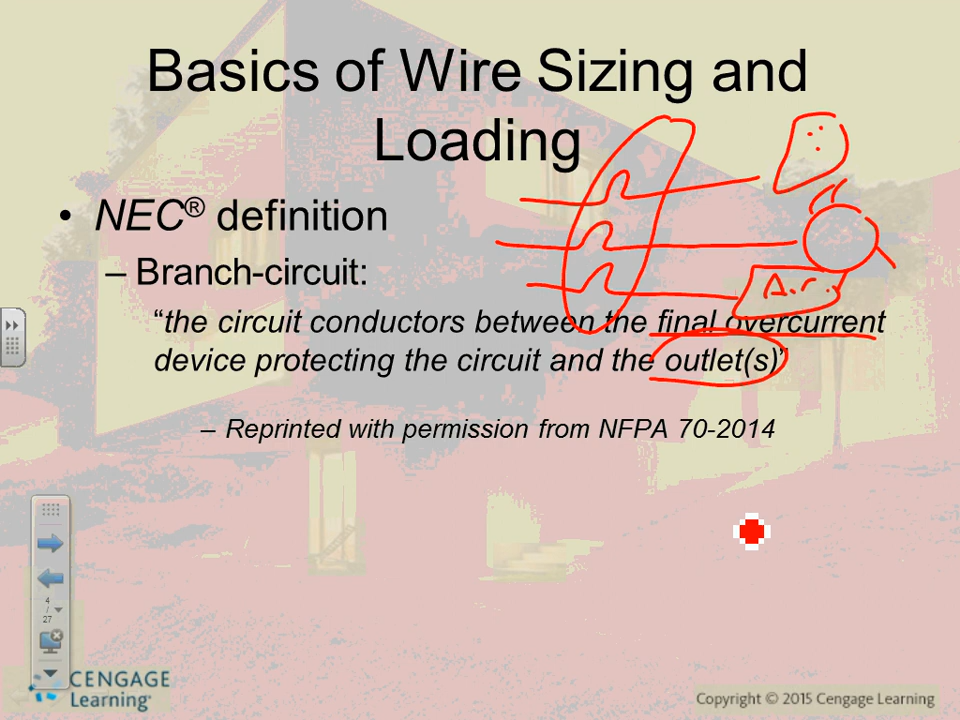 Basics of Wire Sizing and
Loading
• NEC® definition
– Branch-circuit:
“the circuit conductors between the final overcurrent
device protecting the circuit and the outlet(s)”
– Reprinted with permission from NFPA 70-2014
4
/
27
CENGAGE
Learning
Copyright © 2015 Cengage Learning